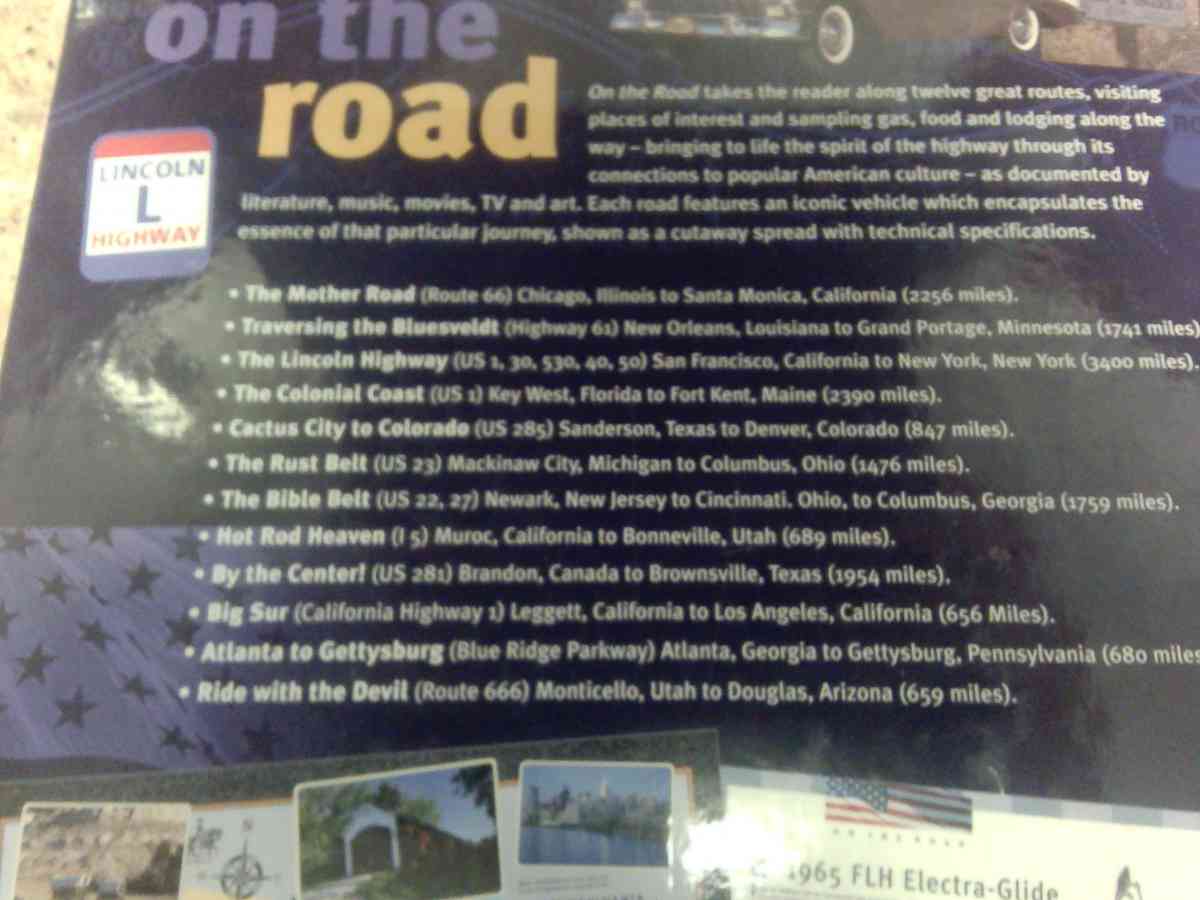 on the
road
LINCOLN
L
HIGHWAY
On the Road takes the reader along twelve great routes, visiting
places of interest and sampling gas, food and lodging along the
way – bringing to life the spirit of the highway through its
connections to popular American culture – as documented by
literature, music, movies, TV and art. Each road features an iconic vehicle which encapsulates the
essence of that particular journey, shown as a cutaway spread with technical specifications.
• The Mother Road (Route 66) Chicago, Illinois to Santa Monica, California (2256 miles).
• Traversing the Bluesveldt (Highway 61) New Orleans, Louisiana to Grand Portage, Minnesota (1741 miles)
• The Lincoln Highway (US 1, 30, 530, 40, 50) San Francisco, California to New York, New York (3400 miles).
• The Colonial Coast (US 1) Key West, Florida to Fort Kent, Maine (2390 miles).
• Cactus City to Colorado (US 285) Sanderson, Texas to Denver, Colorado (847 miles).
• The Rust Belt (US 23) Mackinaw City, Michigan to Columbus, Ohio (1476 miles).
• The Bible Belt (US 22, 27) Newark, New Jersey to Cincinnati. Ohio, to Columbus, Georgia (1759 miles).
• Hot Rod Heaven (I 5) Muroc, California to Bonneville, Utah (689 miles).
• By the Center! (US 281) Brandon, Canada to Brownsville, Texas (1954 miles).
• Big Sur (California Highway 1) Leggett, California to Los Angeles, California (656 Miles).
• Atlanta to Gettysburg (Blue Ridge Parkway) Atlanta, Georgia to Gettysburg, Pennsylvania (680 miles
• Ride with the Devil (Route 666) Monticello, Utah to Douglas, Arizona (659 miles).
ON THE ROAD
1965 FLH Electra-Glide